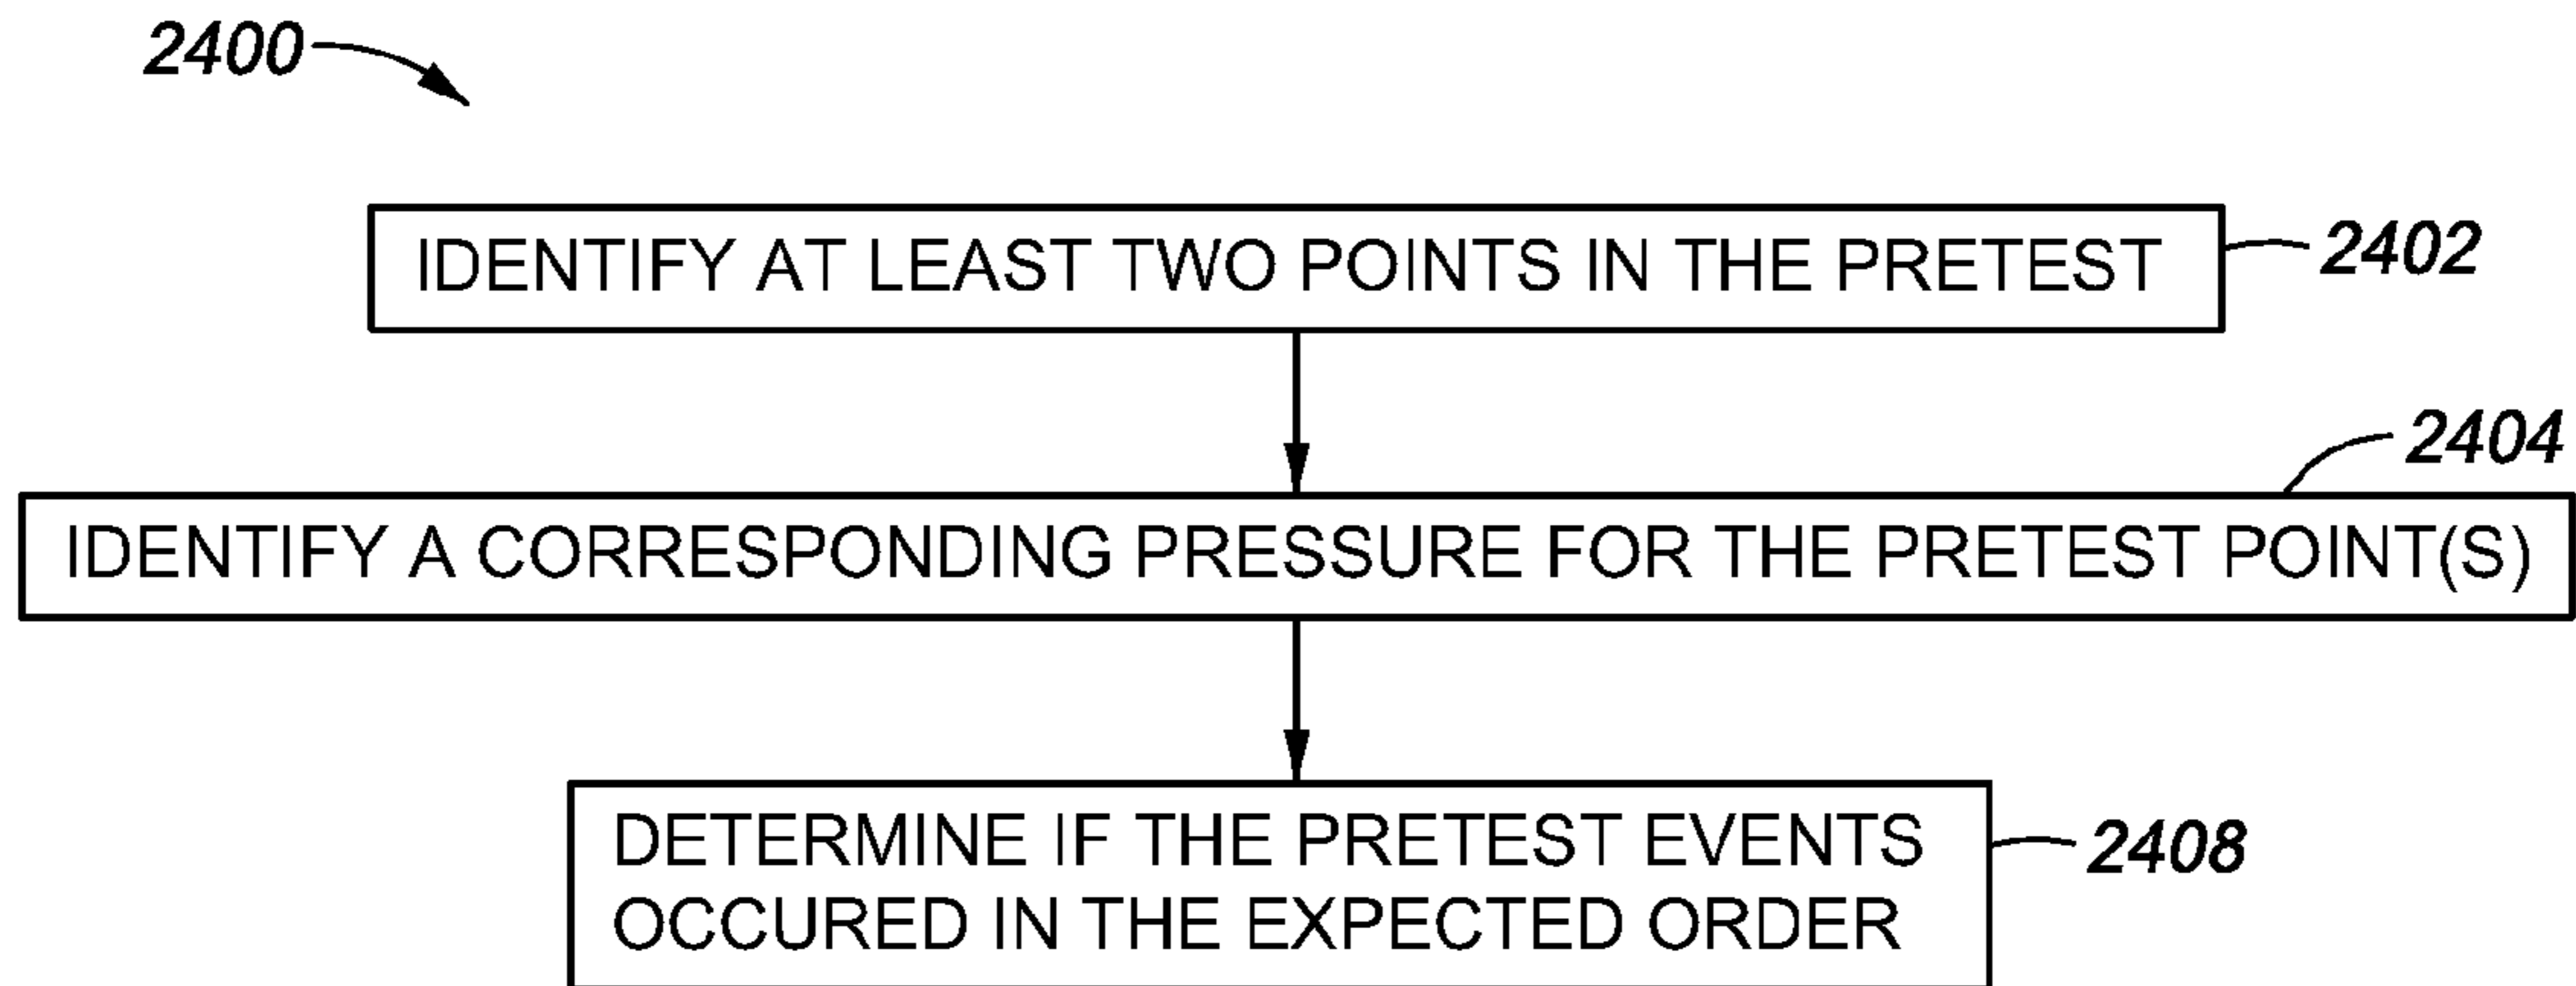 2400
IDENTIFY AT LEAST TWO POINTS IN THE PRETEST
2402
2404
IDENTIFY A CORRESPONDING PRESSURE FOR THE PRETEST POINT(S)
DETERMINE IF THE PRETEST EVENTS
OCCURED IN THE EXPECTED ORDER
2408